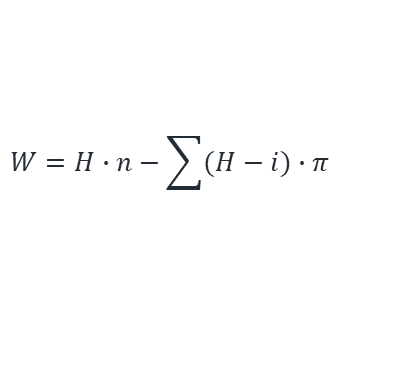 W = H · n − ∑(H − i) · π